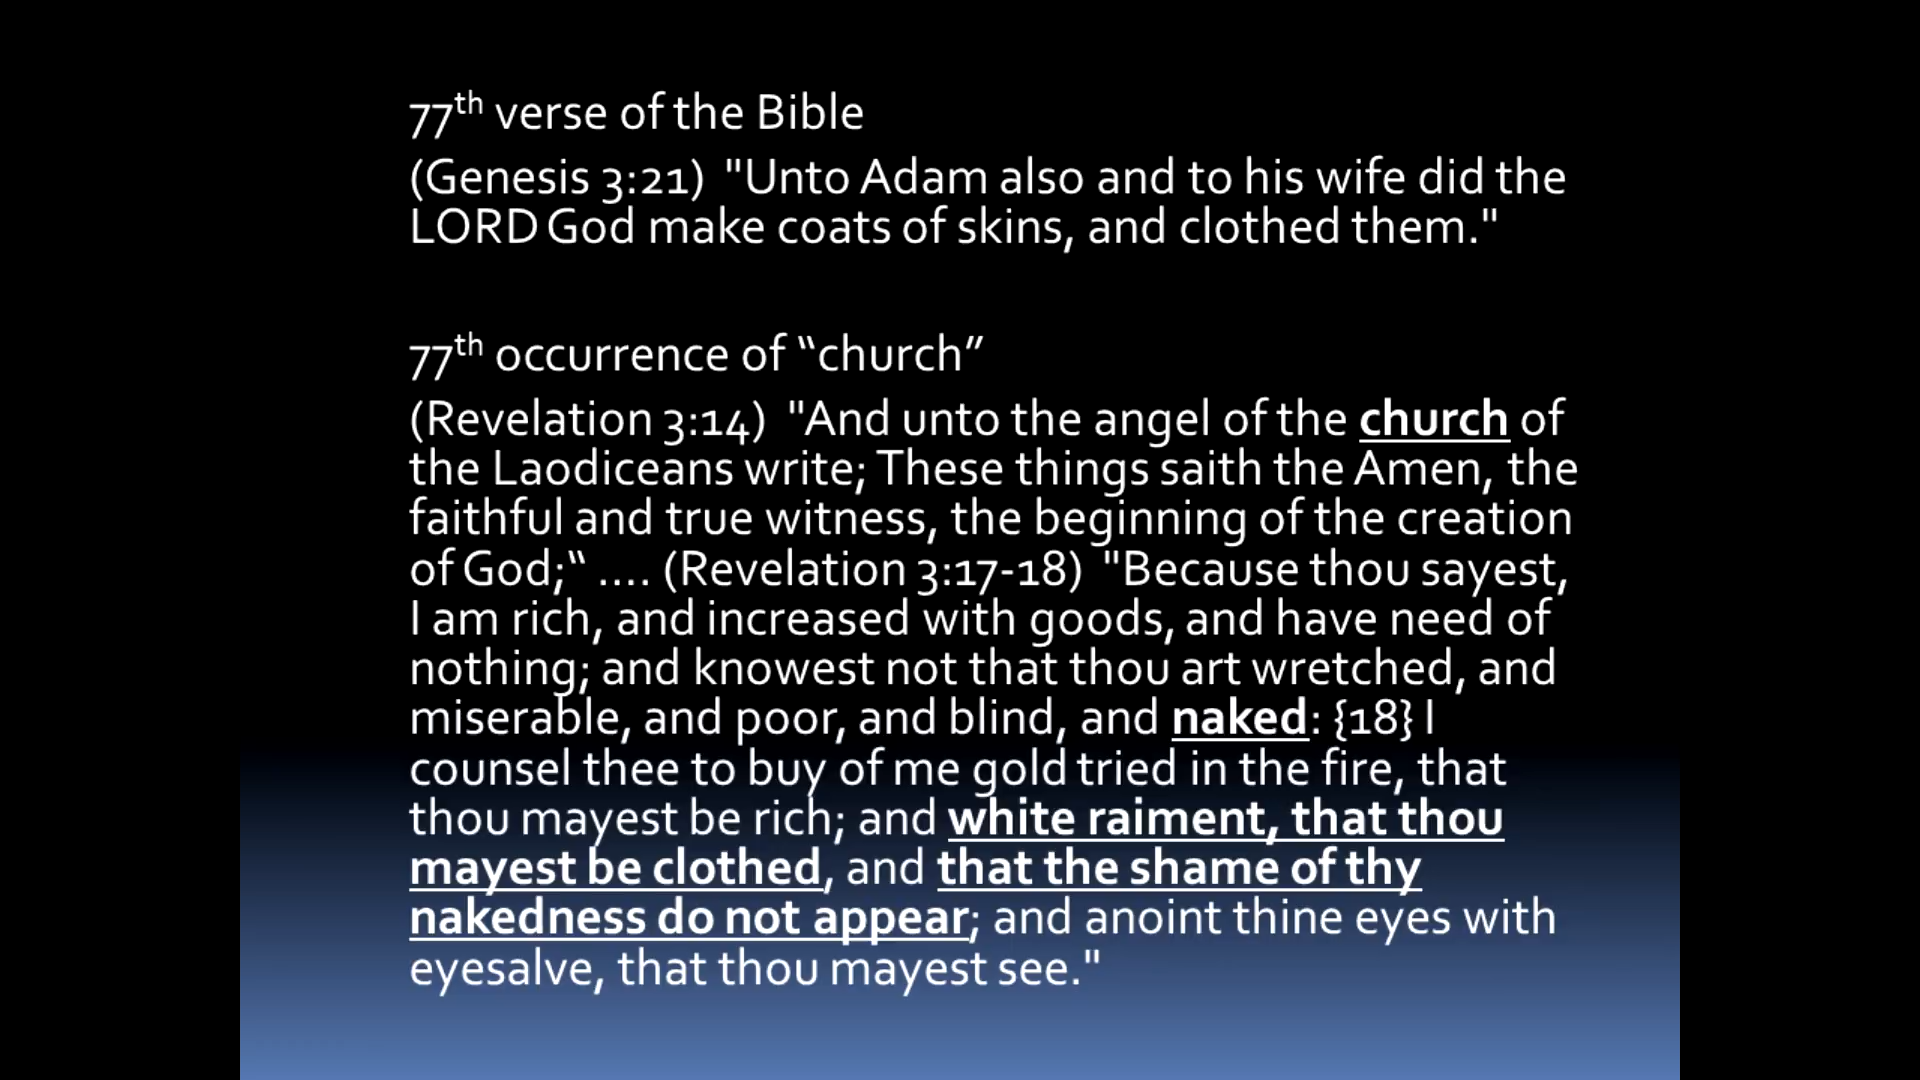 77th verse of the Bible
(Genesis 3:21) "Unto Adam also and to his wife did the
LORD God make coats of skins, and clothed them."
77th occurrence of “church”
(Revelation 3:14) "And unto the angel of the church of
the Laodiceans write; These things saith the Amen, the
faithful and true witness, the beginning of the creation
of God;“ .... (Revelation 3:17-18) "Because thou sayest,
I am rich, and increased with goods, and have need of
nothing; and knowest not that thou art wretched, and
miserable, and poor, and blind, and naked: {18} I
counsel thee to buy of me gold tried in the fire, that
thou mayest be rich; and white raiment, that thou
mayest be clothed, and that the shame of thy
nakedness do not appear; and anoint thine eyes with
eyesalve, that thou mayest see."